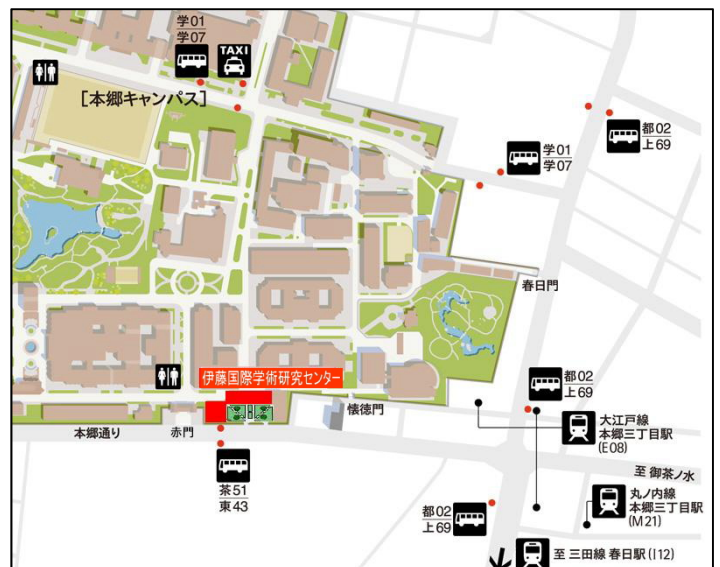 学01
学07
TAXI
[本郷キャンパス]
都02
上69
学01
学07
春日門
伊藤国際学術研究センター
都02
上69
懐徳門
大江戸線
本郷三丁目駅
(E08)
本郷通り
赤門
至 御茶ノ水
茶51
東43
丸ノ内線
本郷三丁目駅
(M21)
都02
上69
至 三田線 春日駅(I12)